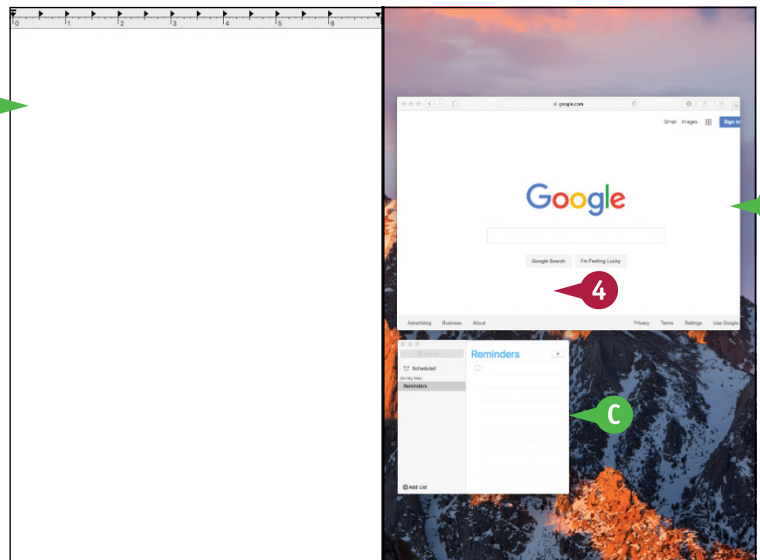 0 1 2 3 4 5 6
google.com
Gmail Images Sign in
Google
Google Search I'm Feeling Lucky
4
Advertising Business About Privacy Terms Settings Use Google
Search
Reminders +
Scheduled
On My Mac
Reminders
C
Add List